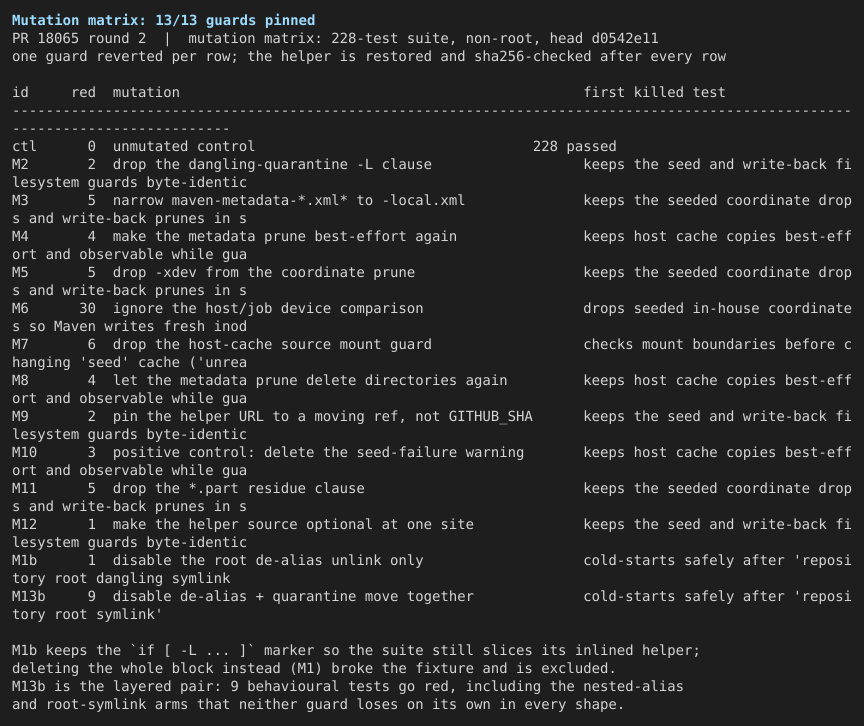 Mutation matrix: 13/13 guards pinned
PR 18065 round 2  |  mutation matrix: 228-test suite, non-root, head d0542e11
one guard reverted per row; the helper is restored and sha256-checked after every row
id     red  mutation                                                first killed test
----------------------------------------------------------------------------------------------------
--------------------------
ctl      0  unmutated control                                 228 passed
M2       2  drop the dangling-quarantine -L clause                  keeps the seed and write-back fi
lesystem guards byte-identic
M3       5  narrow maven-metadata-*.xml* to -local.xml              keeps the seeded coordinate drop
s and write-back prunes in s
M4       4  make the metadata prune best-effort again               keeps host cache copies best-eff
ort and observable while gua
M5       5  drop -xdev from the coordinate prune                    keeps the seeded coordinate drop
s and write-back prunes in s
M6      30  ignore the host/job device comparison                   drops seeded in-house coordinate
s so Maven writes fresh inod
M7       6  drop the host-cache source mount guard                  checks mount boundaries before c
hanging 'seed' cache ('unrea
M8       4  let the metadata prune delete directories again         keeps host cache copies best-eff
ort and observable while gua
M9       2  pin the helper URL to a moving ref, not GITHUB_SHA      keeps the seed and write-back fi
lesystem guards byte-identic
M10      3  positive control: delete the seed-failure warning       keeps host cache copies best-eff
ort and observable while gua
M11      5  drop the *.part residue clause                          keeps the seeded coordinate drop
s and write-back prunes in s
M12      1  make the helper source optional at one site             keeps the seed and write-back fi
lesystem guards byte-identic
M1b      1  disable the root de-alias unlink only                   cold-starts safely after 'reposi
tory root dangling symlink
M13b     9  disable de-alias + quarantine move together             cold-starts safely after 'reposi
tory root symlink'
M1b keeps the `if [ -L ... ]` marker so the suite still slices its inlined helper;
deleting the whole block instead (M1) broke the fixture and is excluded.
M13b is the layered pair: 9 behavioural tests go red, including the nested-alias
and root-symlink arms that neither guard loses on its own in every shape.